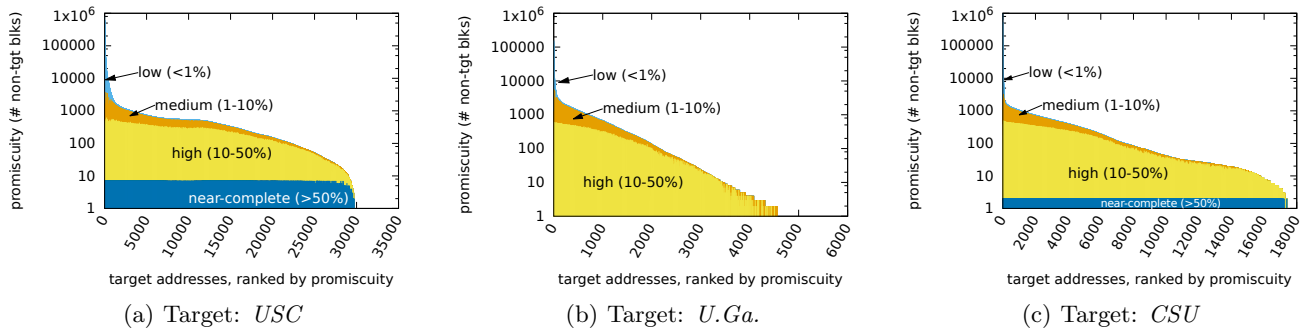 promiscuity (# non-tgt blks)
1x10^6
100000
10000
1000
100
10
1
low (<1%)
medium (1-10%)
high (10-50%)
near-complete (>50%)
0
5000
10000
15000
20000
25000
30000
35000
target addresses, ranked by promiscuity
(a) Target: USC
promiscuity (# non-tgt blks)
1x10^6
100000
10000
1000
100
10
1
low (<1%)
medium (1-10%)
high (10-50%)
0
1000
2000
3000
4000
5000
6000
target addresses, ranked by promiscuity
(b) Target: U.Ga.
promiscuity (# non-tgt blks)
1x10^6
100000
10000
1000
100
10
1
low (<1%)
medium (1-10%)
high (10-50%)
near-complete (>50%)
0
2000
4000
6000
8000
10000
12000
14000
16000
18000
target addresses, ranked by promiscuity
(c) Target: CSU